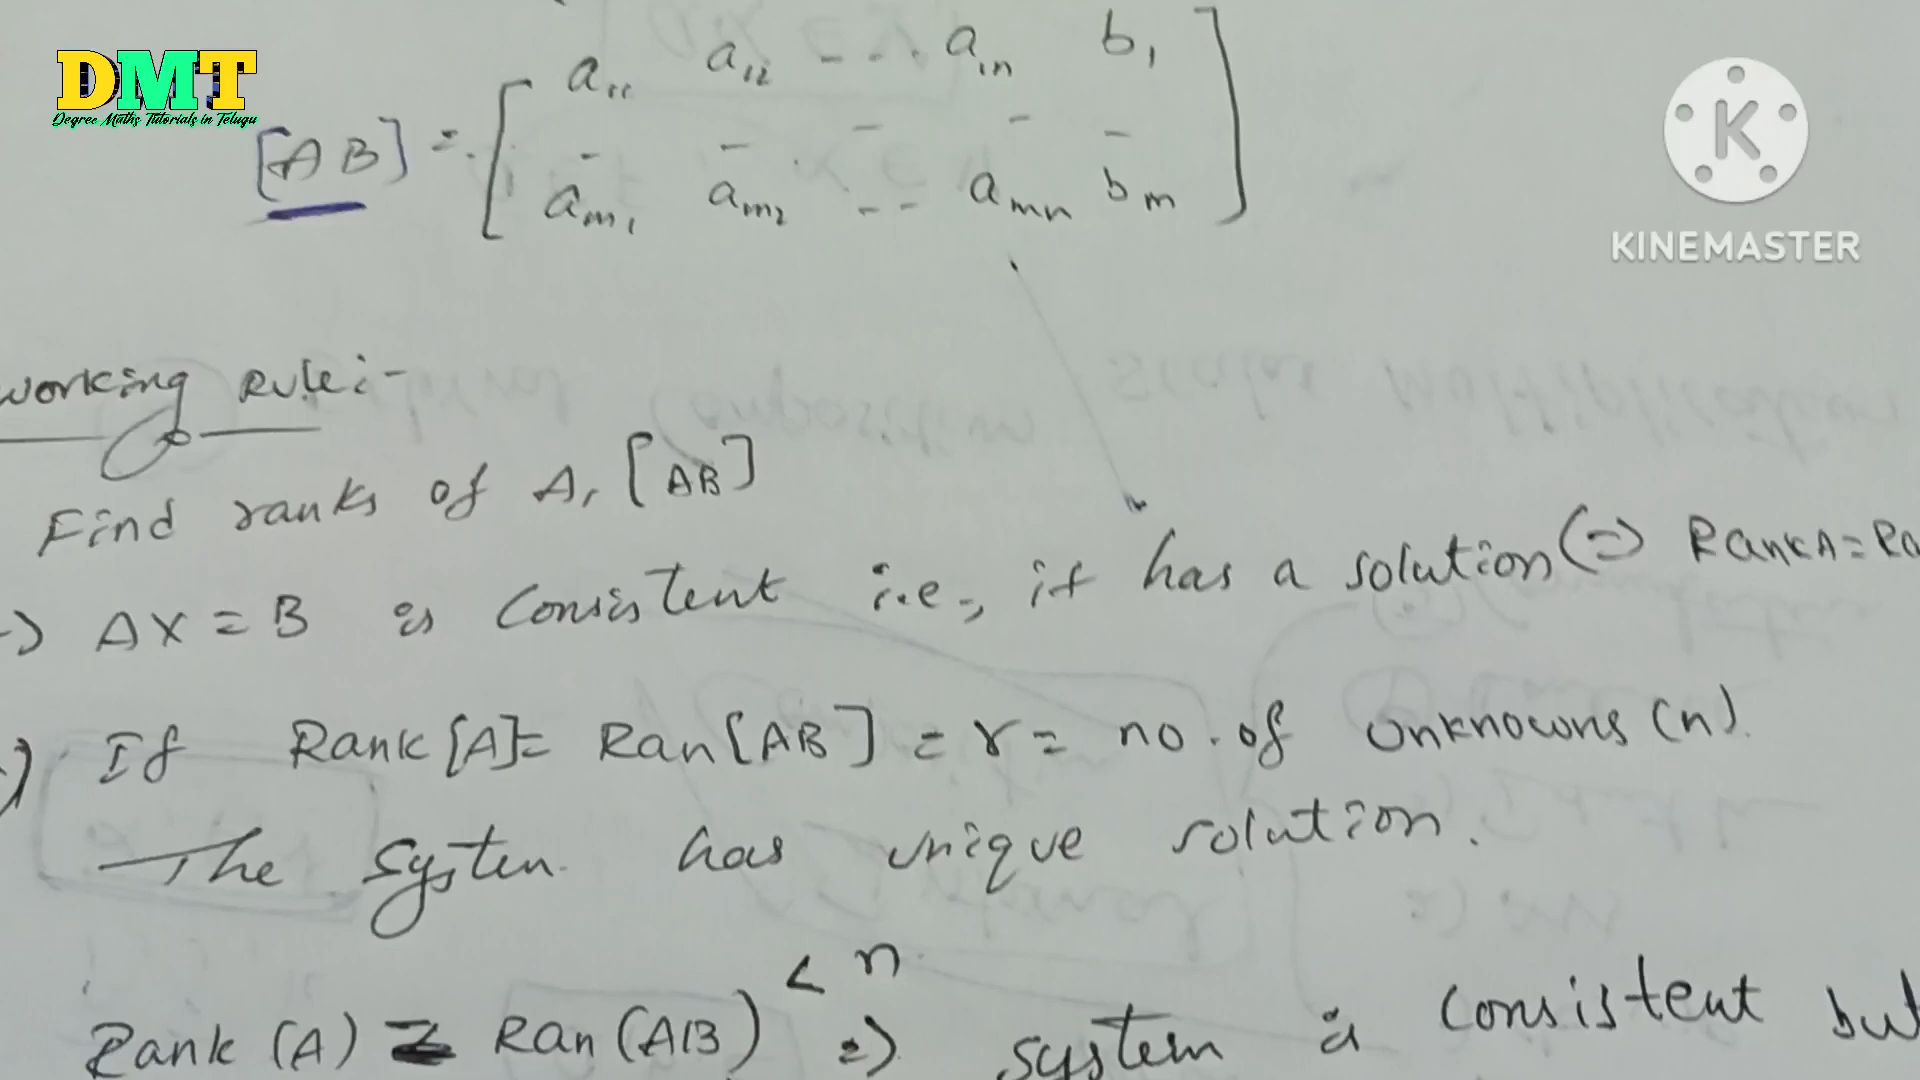 DMT
Degree Maths Tutorials in Telugu
K
KINEMASTER
[AB] = [ a11 a12 - - . a1n b1
- - - - -
am1 am2 - - amn bm ]
working Rule:-
Find ranks of A, [AB]
-) AX = B is Consistent i.e., it has a solution (=) RankA = Ra
) If Rank[A] = Ran[AB] = r = no. of unknowns (n).
The System has unique solution.
Rank (A) = Ran (AB) < n =) system is consistent but